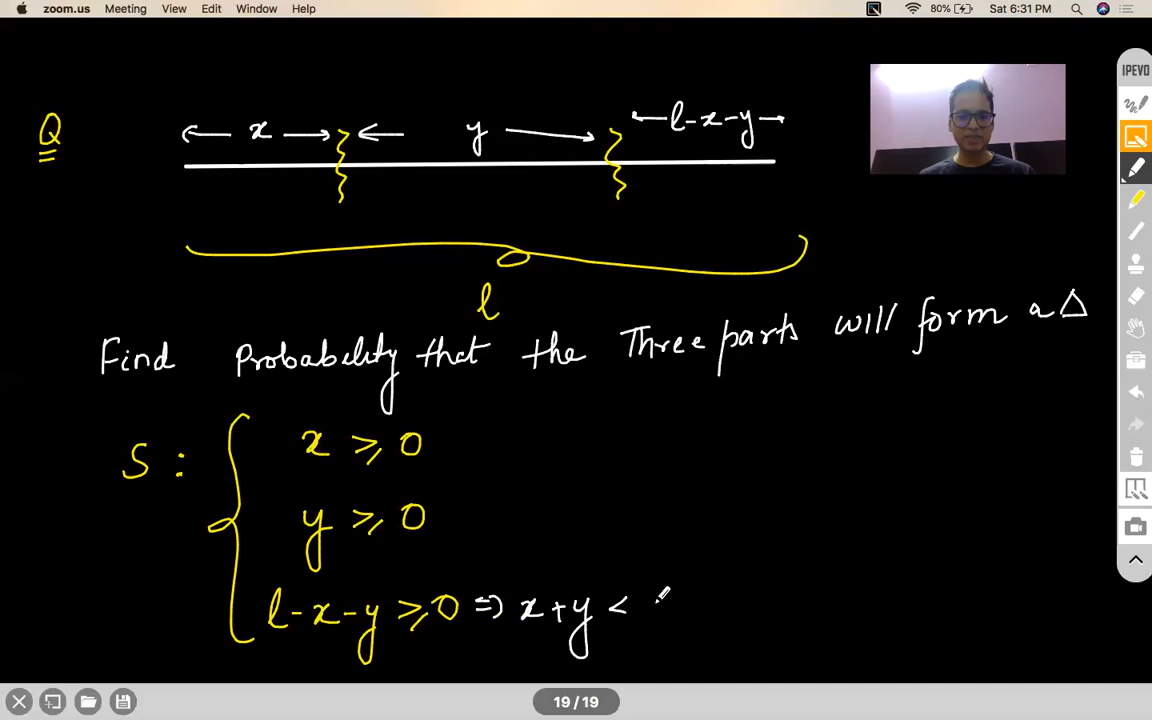 zoom.us Meeting View Edit Window Help 80% Sat 6:31 PM
IPEVO
Q x y l-x-y
l
Find Probability that the Three parts will form a Δ
S : x ⩾ 0
y ⩾ 0
l-x-y ⩾ 0 ⇒ x+y <
19 / 19